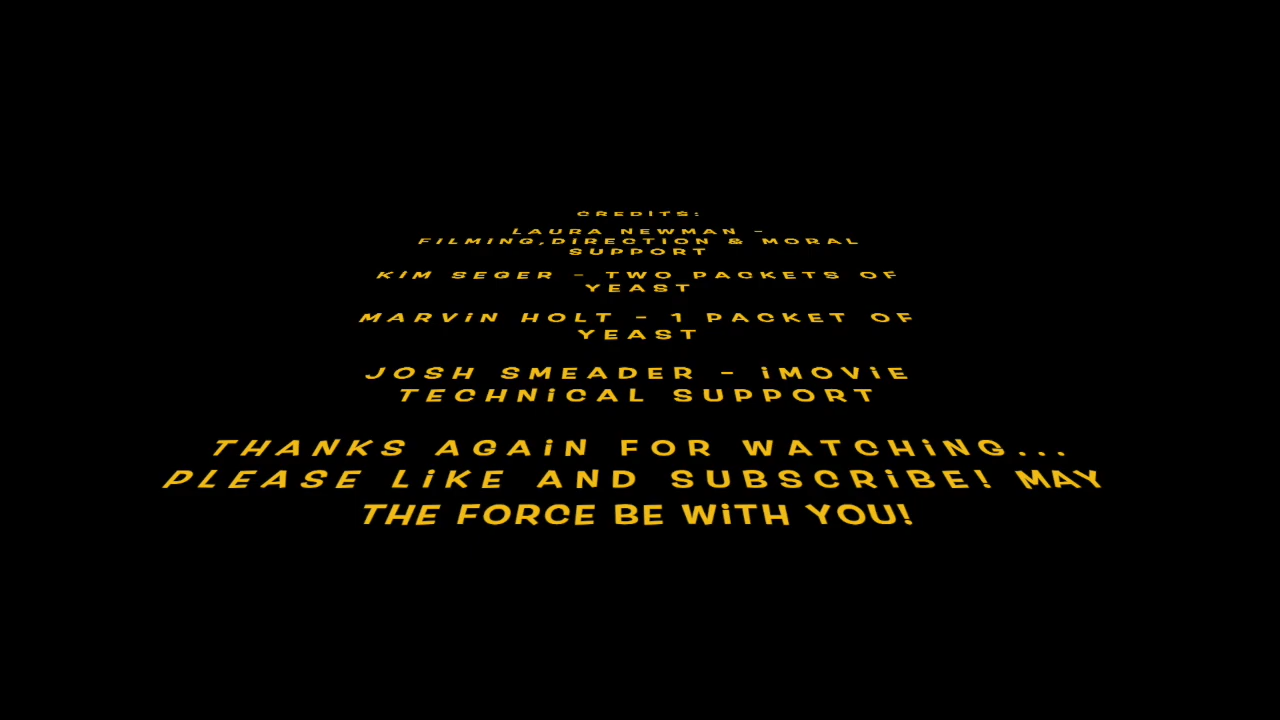 CREDiTS:
LAURA NEWMAN -
FILMING,DIRECTION & MORAL
SUPPORT
KIM SEGER - TWO PACKETS OF
YEAST
MARViN HOLT - 1 PACKET OF
YEAST
JOSH SMEADER - iMOViE
TECHNiCAL SUPPORT
THANKS AGAiN FOR WATCHiNG...
PLEASE LiKE AND SUBSCRiBE! MAY
THE FORCE BE WiTH YOU!